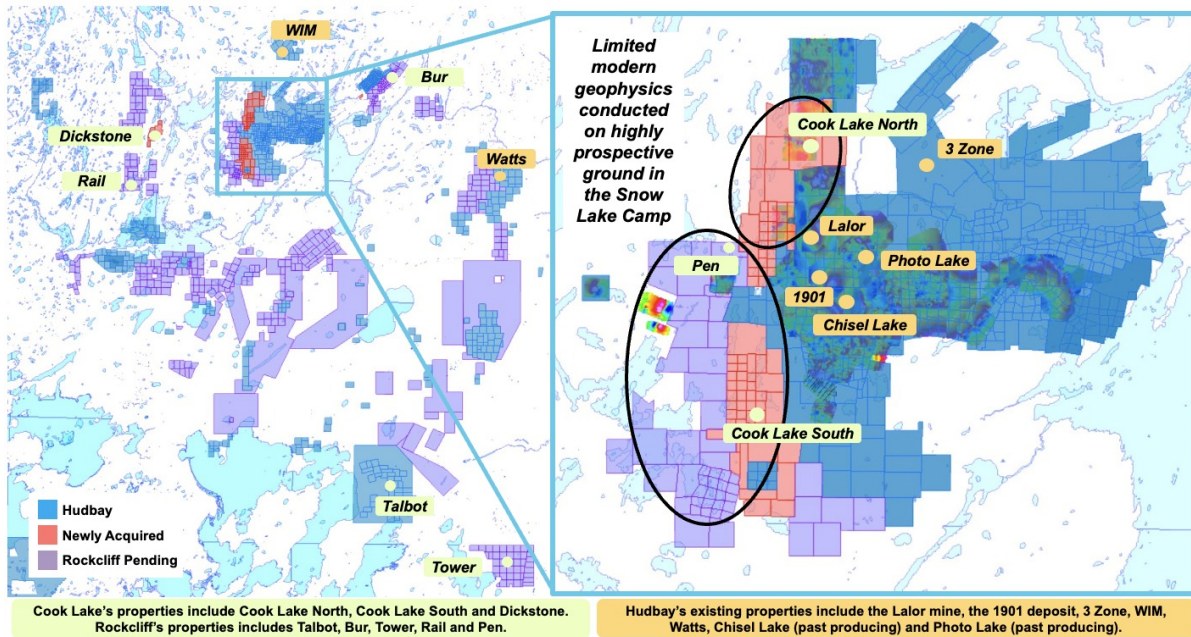 WIM
Bur
Dickstone
Rail
Watts
Talbot
Tower
Hudbay
Newly Acquired
Rockcliff Pending
Limited
modern
geophysics
conducted
on highly
prospective
ground in
the Snow
Lake Camp
Cook Lake North
3 Zone
Lalor
Photo Lake
Pen
1901
Chisel Lake
Cook Lake South
Cook Lake's properties include Cook Lake North, Cook Lake South and Dickstone.
Rockcliff's properties includes Talbot, Bur, Tower, Rail and Pen.
Hudbay's existing properties include the Lalor mine, the 1901 deposit, 3 Zone, WIM,
Watts, Chisel Lake (past producing) and Photo Lake (past producing).